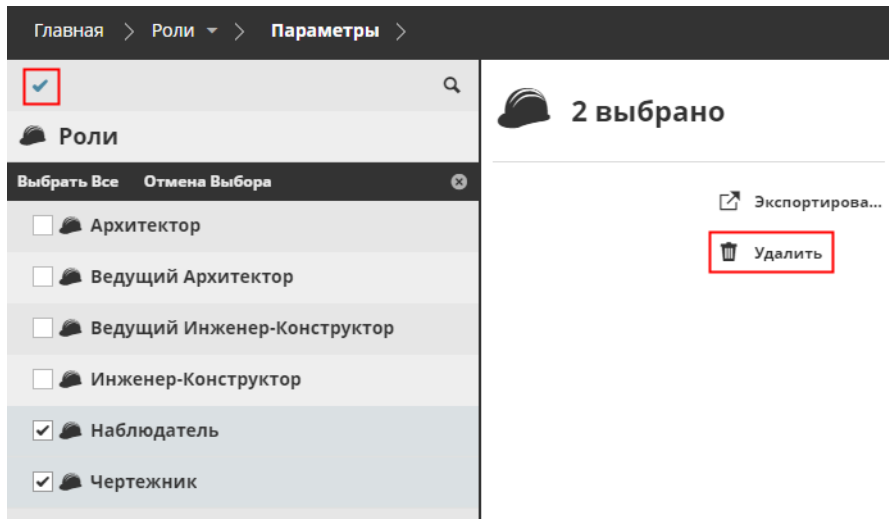 Главная > Роли > Параметры >
Роли
Выбрать Все Отмена Выбора
Архитектор
Ведущий Архитектор
Ведущий Инженер-Конструктор
Инженер-Конструктор
Наблюдатель
Чертежник
2 выбрано
Экспортирова...
Удалить